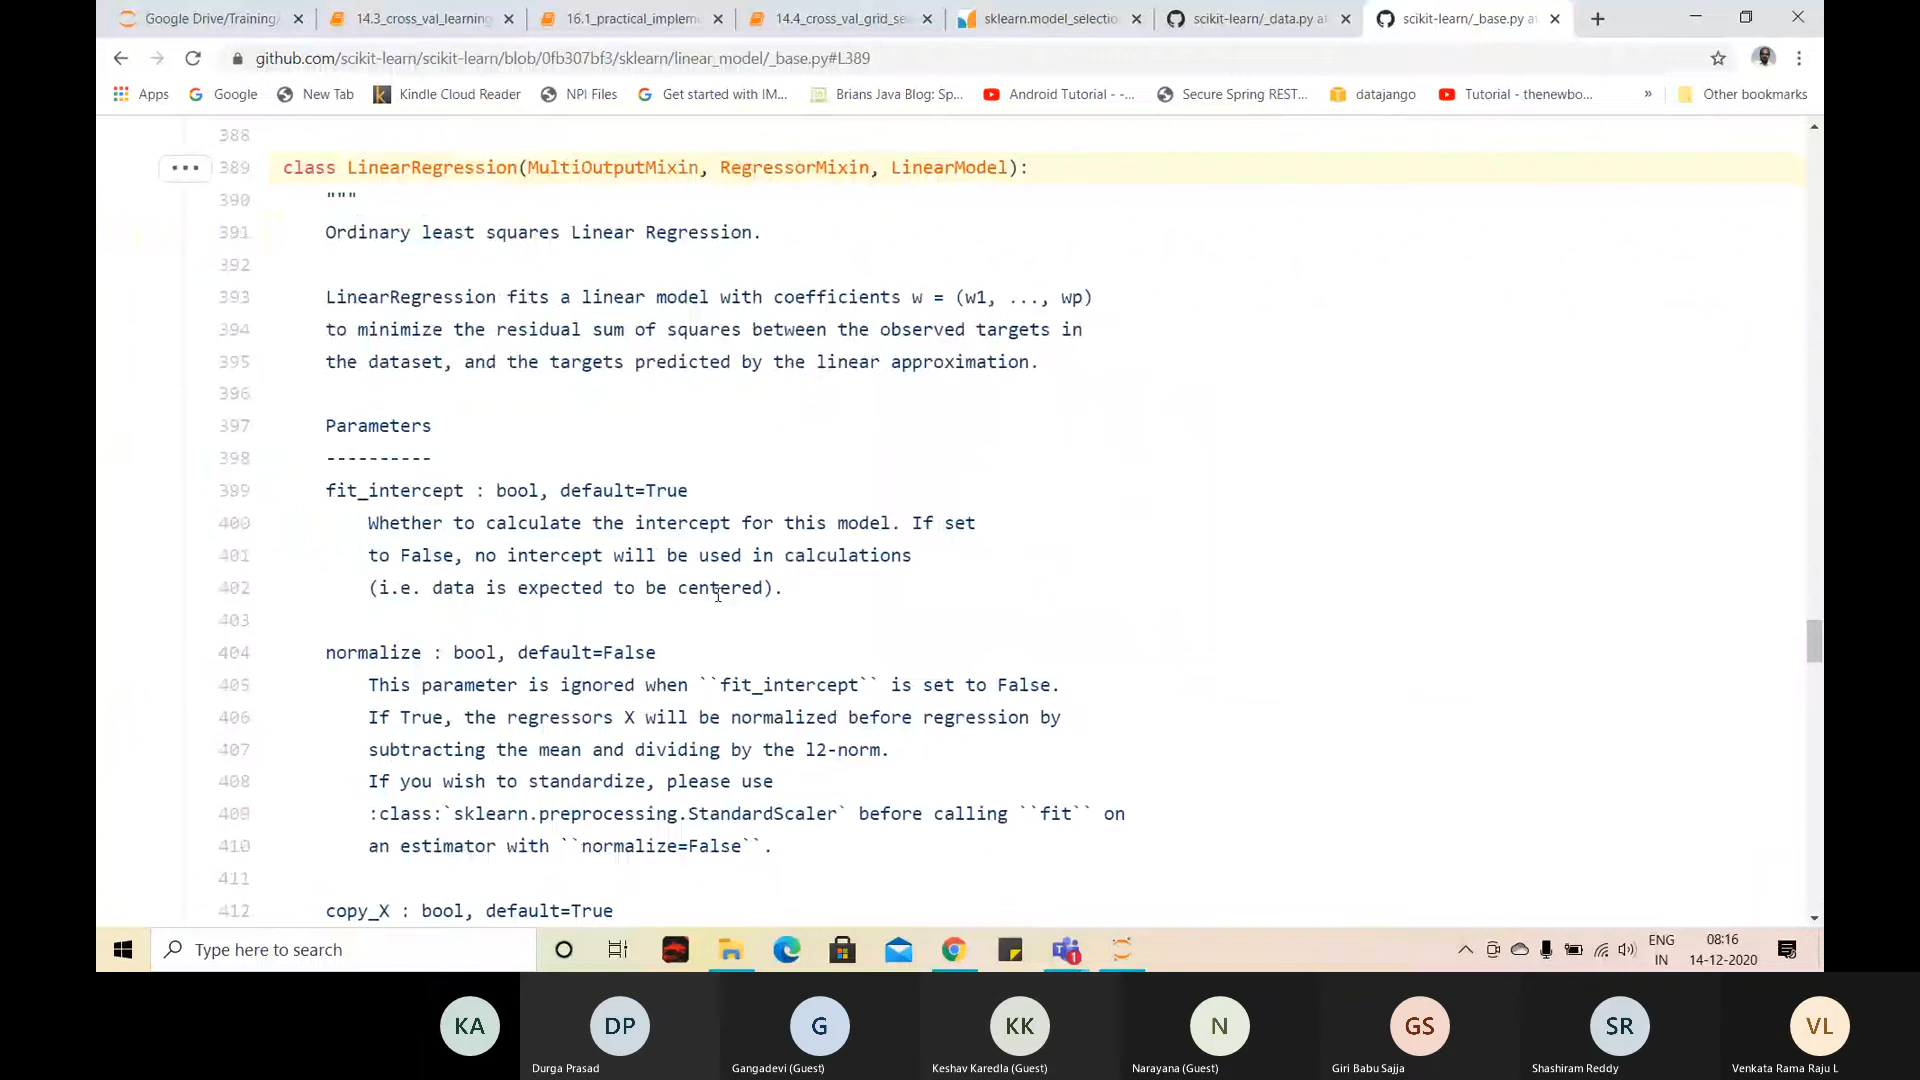 Google Drive/Training/
14.3_cross_val_learning
16.1_practical_implem
14.4_cross_val_grid_se
sklearn.model_selectio
scikit-learn/_data.py at
scikit-learn/_base.py at
github.com/scikit-learn/scikit-learn/blob/0fb307bf3/sklearn/linear_model/_base.py#L389
Apps
Google
New Tab
Kindle Cloud Reader
NPI Files
Get started with IM...
Brians Java Blog: Sp...
Android Tutorial - -...
Secure Spring REST...
datajango
Tutorial - thenewbo...
»
Other bookmarks
388
389 class LinearRegression(MultiOutputMixin, RegressorMixin, LinearModel):
390 """
391 Ordinary least squares Linear Regression.
392
393 LinearRegression fits a linear model with coefficients w = (w1, ..., wp)
394 to minimize the residual sum of squares between the observed targets in
395 the dataset, and the targets predicted by the linear approximation.
396
397 Parameters
398 ----------
399 fit_intercept : bool, default=True
400 Whether to calculate the intercept for this model. If set
401 to False, no intercept will be used in calculations
402 (i.e. data is expected to be centered).
403
404 normalize : bool, default=False
405 This parameter is ignored when ``fit_intercept`` is set to False.
406 If True, the regressors X will be normalized before regression by
407 subtracting the mean and dividing by the l2-norm.
408 If you wish to standardize, please use
409 :class:`sklearn.preprocessing.StandardScaler` before calling ``fit`` on
410 an estimator with ``normalize=False``.
411
412 copy_X : bool, default=True
Type here to search
1
ENG
IN
08:16
14-12-2020
KA
DP
G
KK
N
GS
SR
VL
Durga Prasad
Gangadevi (Guest)
Keshav Karedla (Guest)
Narayana (Guest)
Giri Babu Sajja
Shashiram Reddy
Venkata Rama Raju L